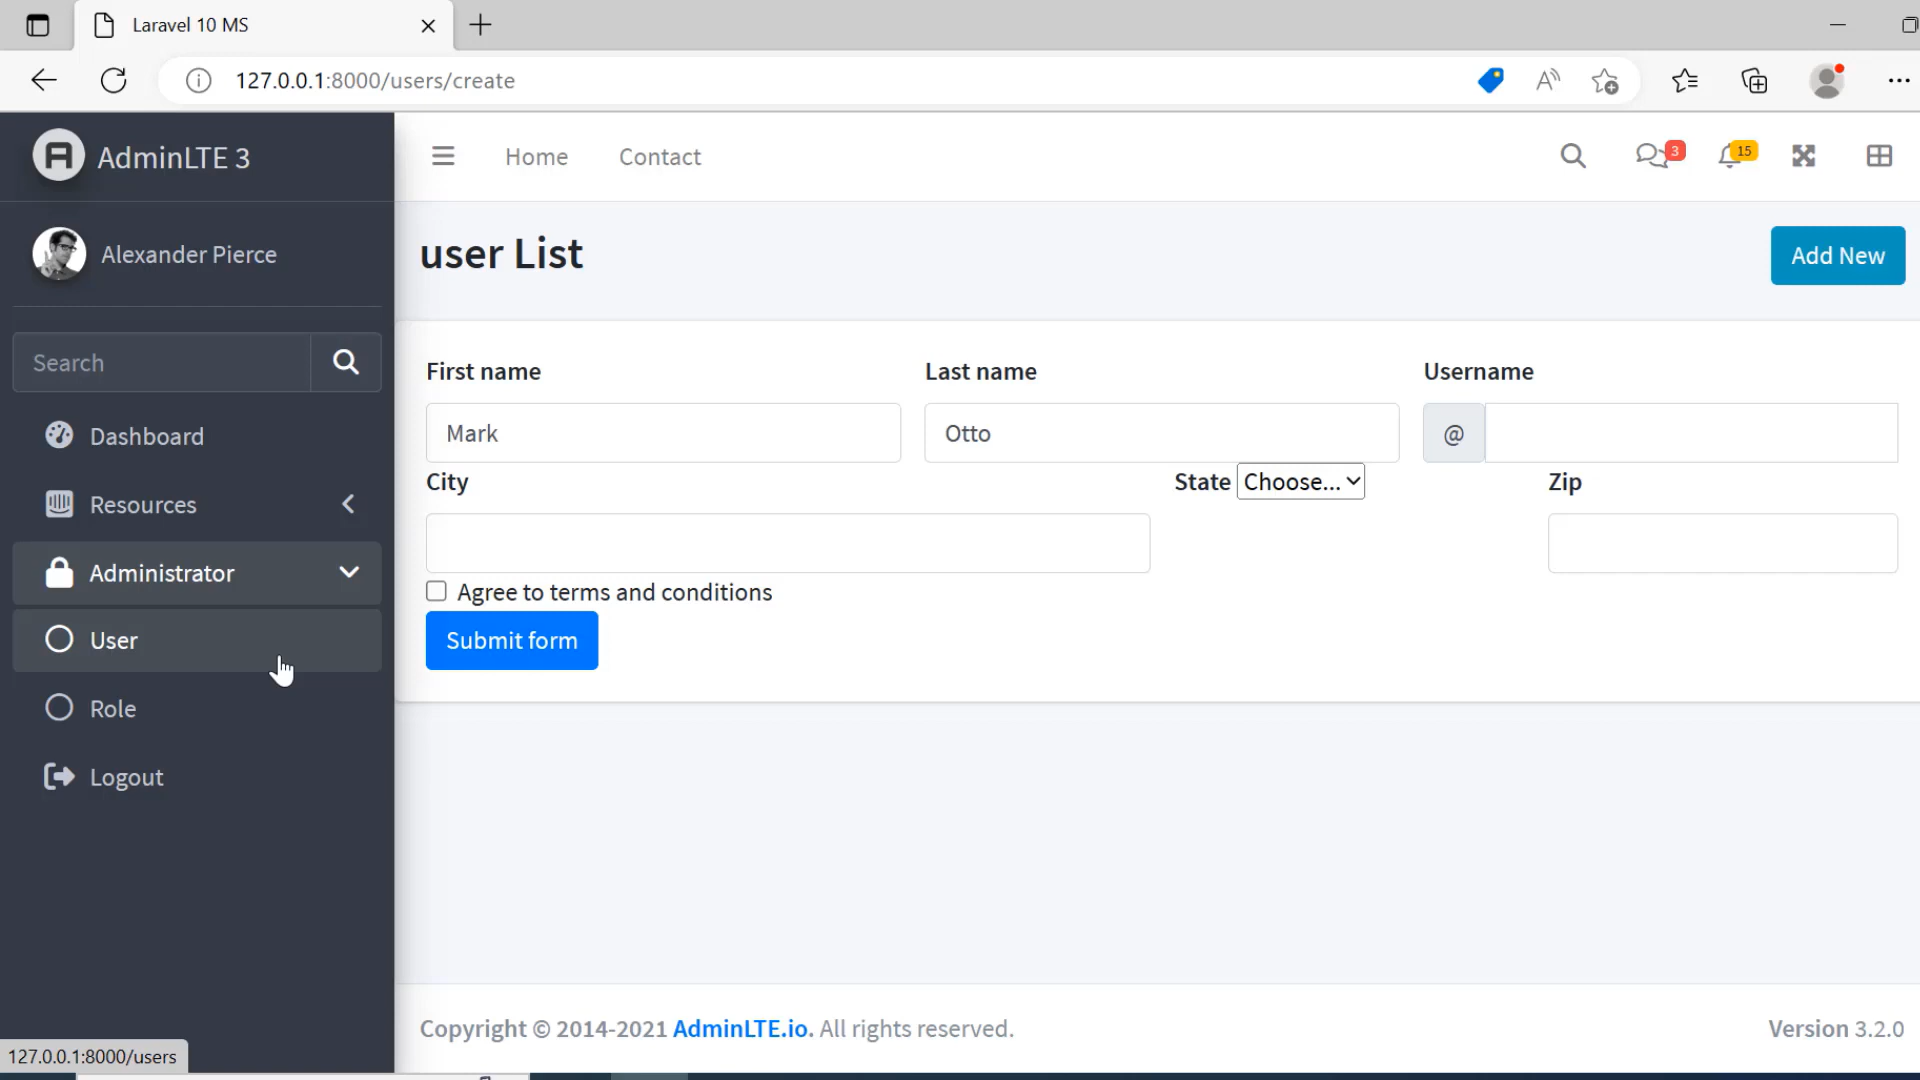 Laravel 10 MS
127.0.0.1:8000/users/create
AdminLTE 3
Home
Contact
3
15
Alexander Pierce
user List
Add New
Search
First name
Last name
Username
Mark
Otto
@
Dashboard
City
State
Choose...
Zip
Resources
Administrator
Agree to terms and conditions
User
Submit form
Role
Logout
Copyright © 2014-2021 AdminLTE.io. All rights reserved.
Version 3.2.0
127.0.0.1:8000/users